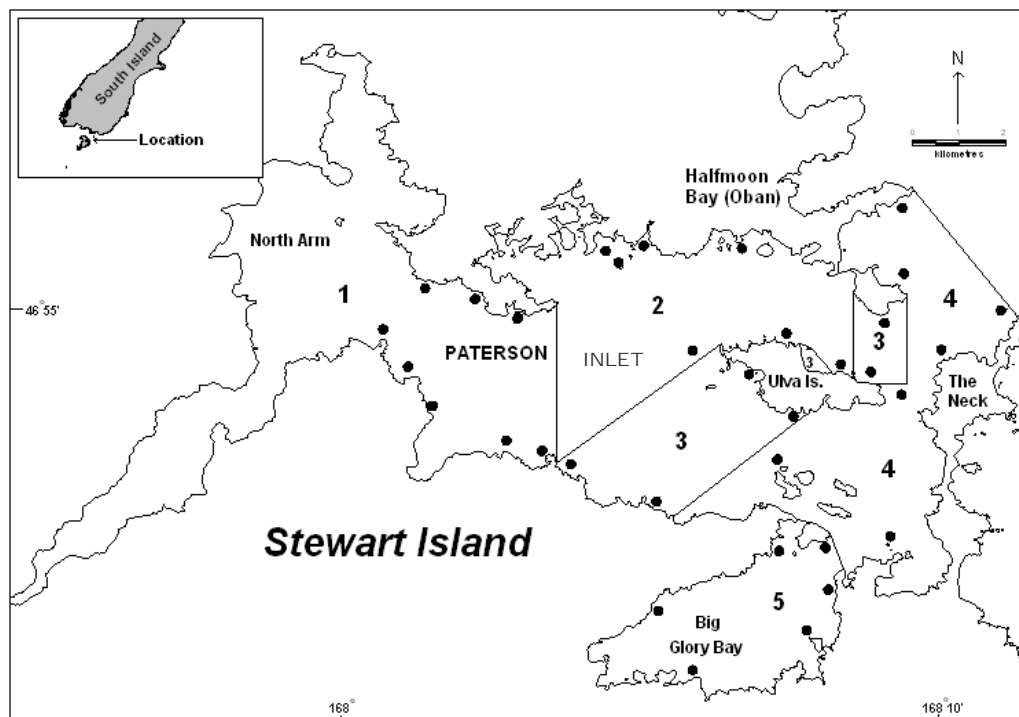 South Island
Location
N
0 1 2
kilometres
Halfmoon
Bay (Oban)
North Arm
1
2
4
46°55'
3
PATERSON
INLET
3
Ulva Is.
The
Neck
3
4
Stewart Island
5
Big
Glory Bay
168°
168°10'